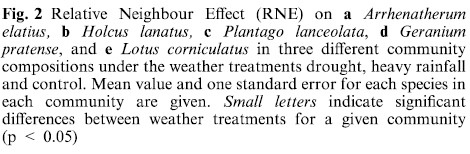 Fig. 2 Relative Neighbour Effect (RNE) on a Arrhenatherum
elatius, b Holcus lanatus, c Plantago lanceolata, d Geranium
pratense, and e Lotus corniculatus in three different community
compositions under the weather treatments drought, heavy rainfall
and control. Mean value and one standard error for each species in
each community are given. Small letters indicate significant
differences between weather treatments for a given community
(p < 0.05)